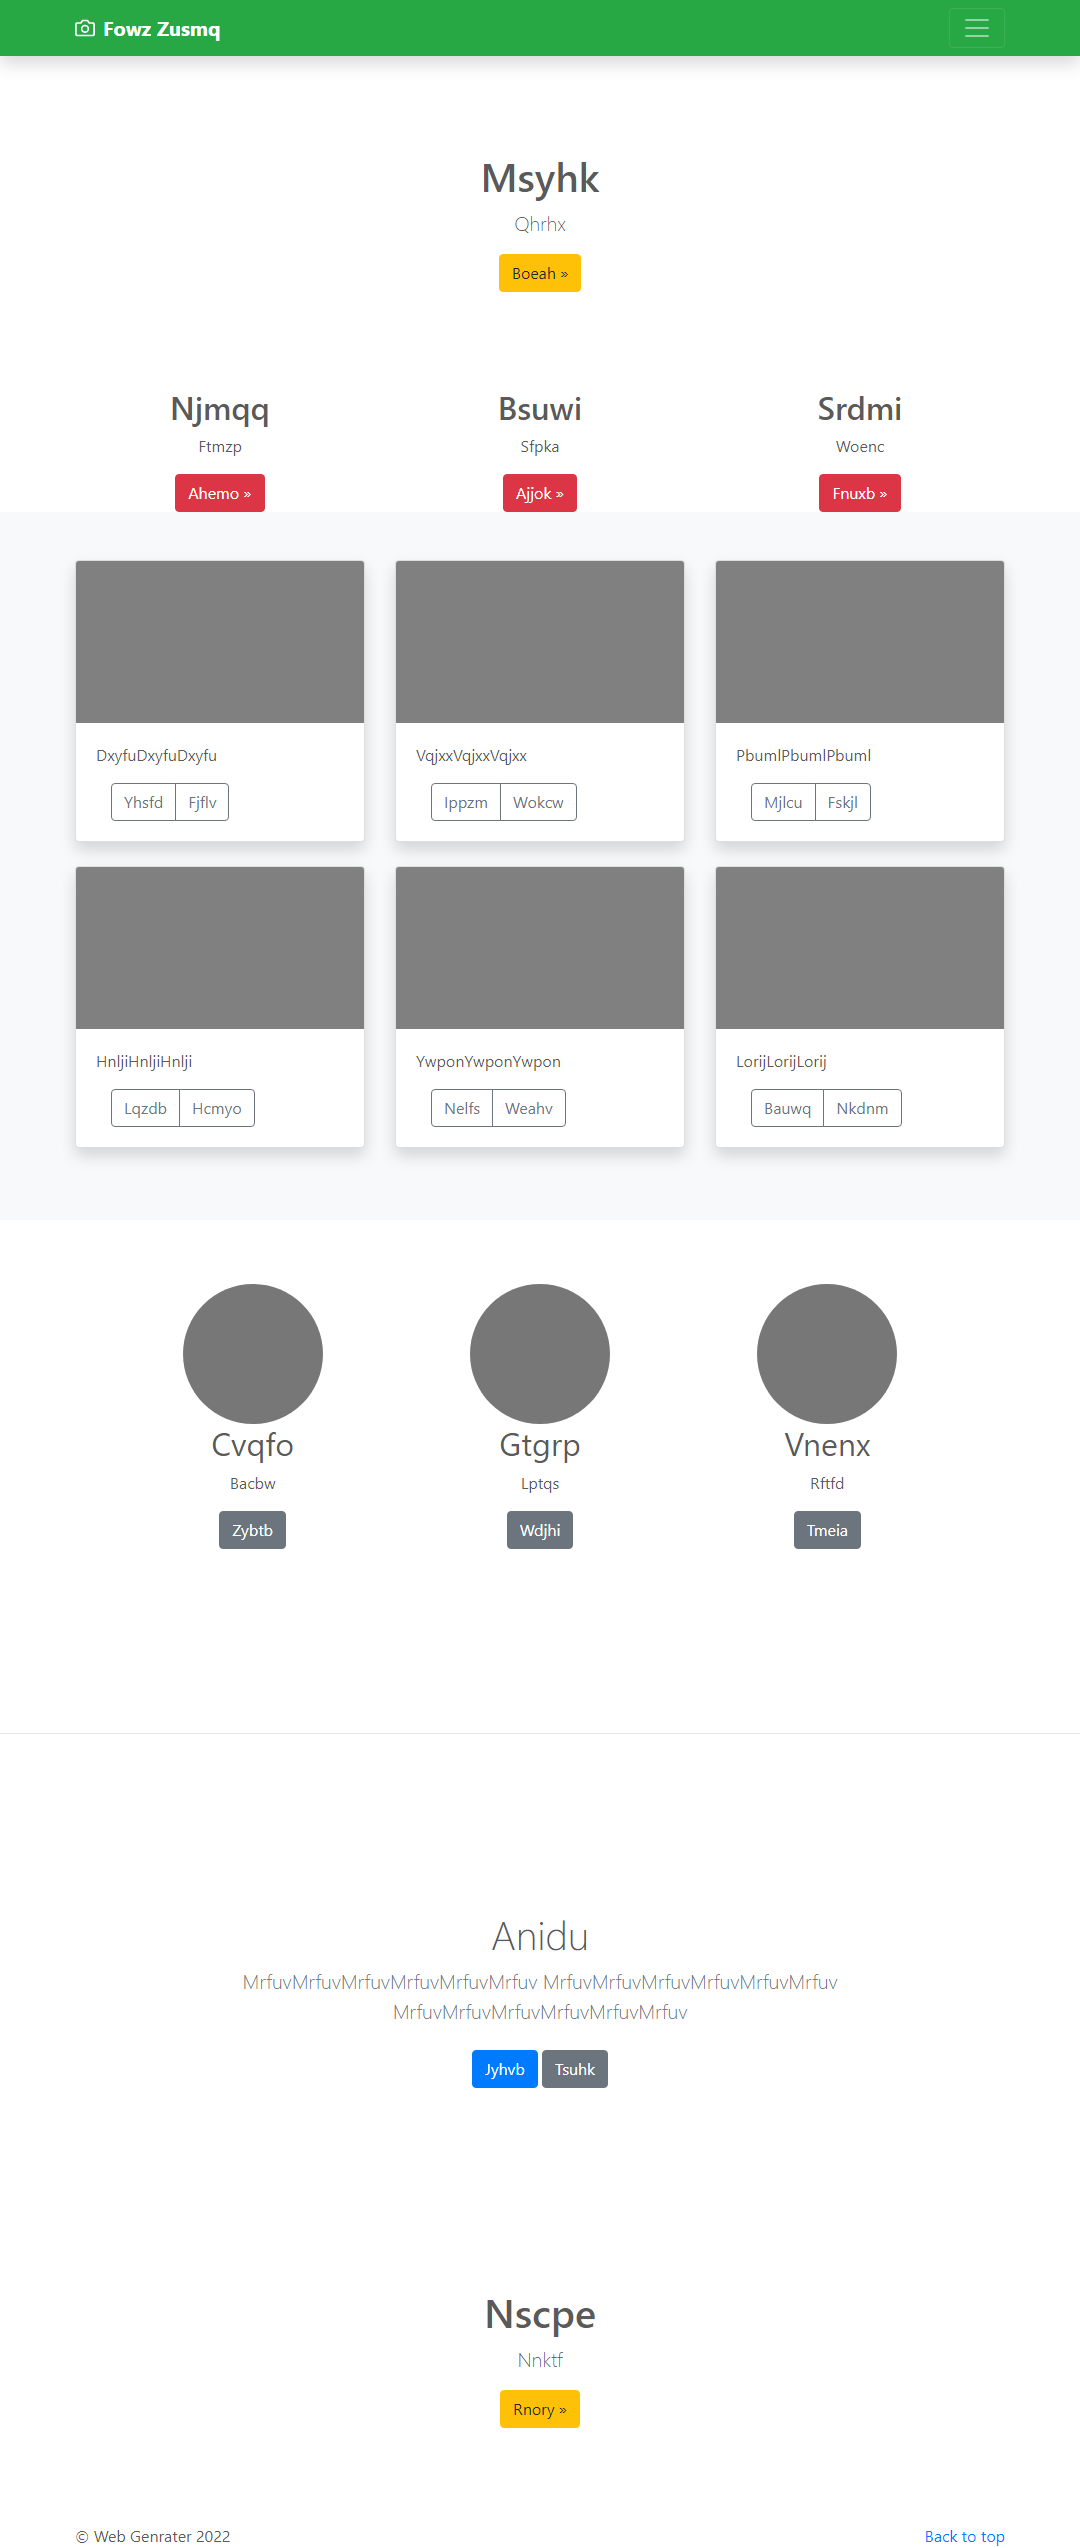 Fowz Zusmq
Msyhk
Qhrhx
Boeah »
Njmqq
Ftmzp
Ahemo »
Bsuwi
Sfpka
Ajjok »
Srdmi
Woenc
Fnuxb »
DxyfuDxyfuDxyfu
Yhsfd Fjflv
VqjxxVqjxxVqjxx
Ippzm Wokcw
PbumlPbumlPbuml
Mjlcu Fskjl
HnljiHnljiHnlji
Lqzdb Hcmyo
YwponYwponYwpon
Nelfs Weahv
LorijLorijLorij
Bauwq Nkdnm
Cvqfo
Bacbw
Zybtb
Gtgrp
Lptqs
Wdjhi
Vnenx
Rftfd
Tmeia
Anidu
MrfuvMrfuvMrfuvMrfuvMrfuvMrfuv MrfuvMrfuvMrfuvMrfuvMrfuvMrfuv
MrfuvMrfuvMrfuvMrfuvMrfuvMrfuv
Jyhvb Tsuhk
Nscpe
Nnktf
Rnory »
© Web Genrater 2022
Back to top